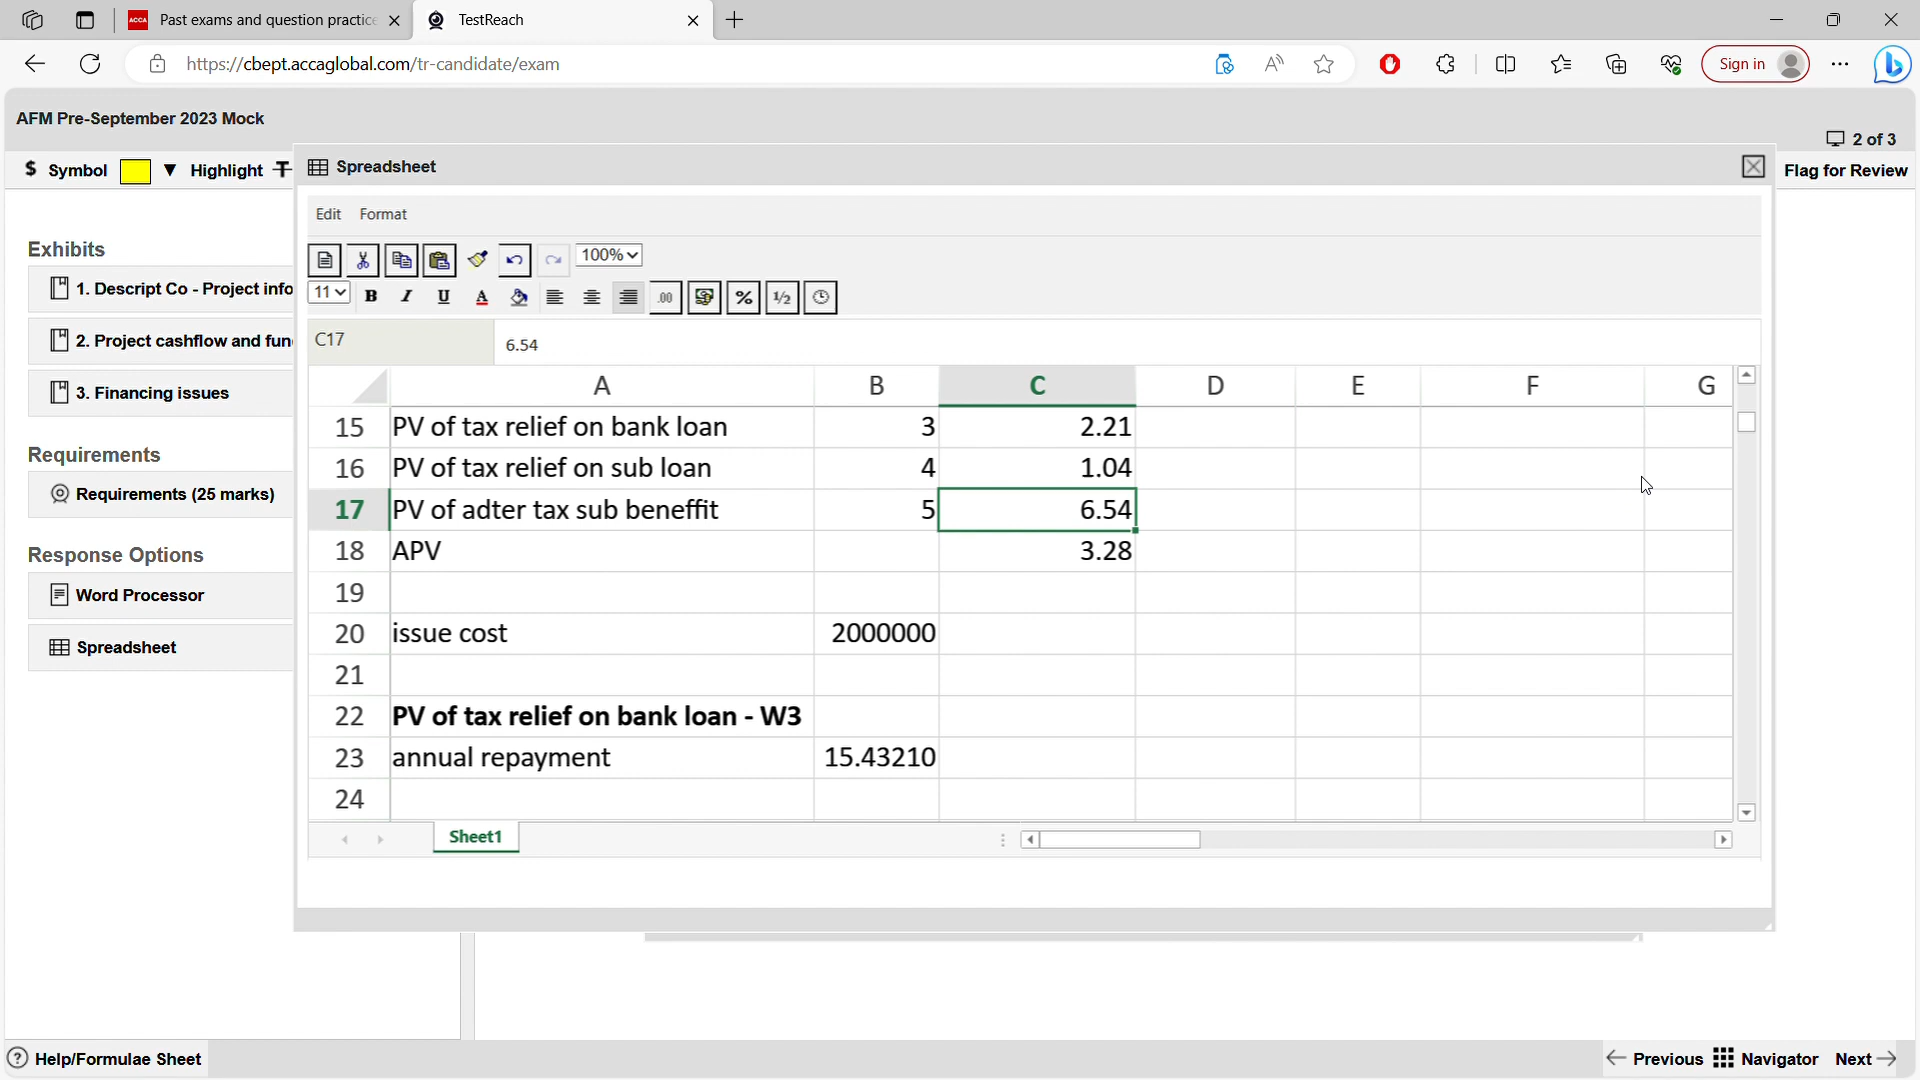 ACCA Past exams and question practice
TestReach
https://cbept.accaglobal.com/tr-candidate/exam
Sign in
AFM Pre-September 2023 Mock
2 of 3
$ Symbol
Highlight
Flag for Review
Spreadsheet
Edit Format
100%
11 B I U A .00 % 1/2
C17 6.54
Exhibits
1. Descript Co - Project info
2. Project cashflow and fun
3. Financing issues
Requirements
Requirements (25 marks)
Response Options
Word Processor
Spreadsheet
A B C D E F G
15 PV of tax relief on bank loan 3 2.21
16 PV of tax relief on sub loan 4 1.04
17 PV of adter tax sub beneffit 5 6.54
18 APV 3.28
19
20 issue cost 2000000
21
22 PV of tax relief on bank loan - W3
23 annual repayment 15.43210
24
Sheet1
Help/Formulae Sheet
Previous Navigator Next